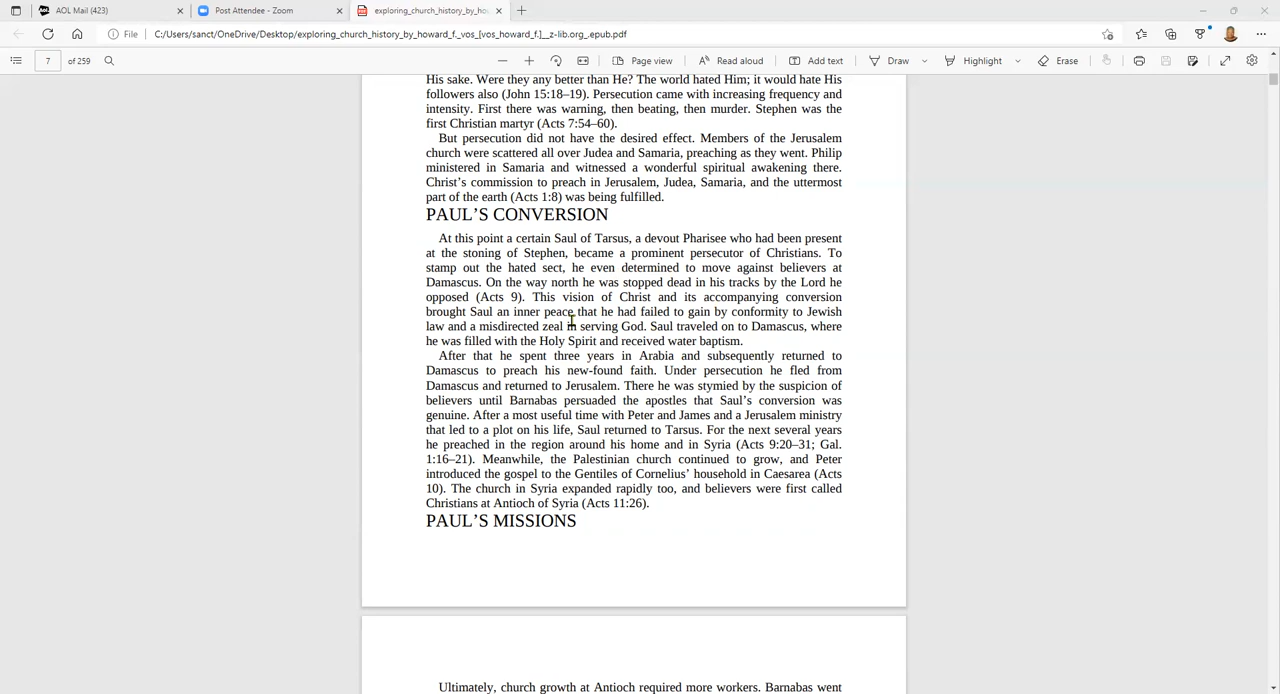 AOL Mail (423)
Post Attendee - Zoom
exploring_church_history_by_ho
File
C:/Users/sanct/OneDrive/Desktop/exploring_church_history_by_howard_f._vos_[vos_howard_f.]__z-lib.org_.epub.pdf
7 of 259
Page view
Read aloud
Add text
Draw
Highlight
Erase
His sake. Were they any better than He? The world hated Him; it would hate His
followers also (John 15:18–19). Persecution came with increasing frequency and
intensity. First there was warning, then beating, then murder. Stephen was the
first Christian martyr (Acts 7:54–60).
But persecution did not have the desired effect. Members of the Jerusalem
church were scattered all over Judea and Samaria, preaching as they went. Philip
ministered in Samaria and witnessed a wonderful spiritual awakening there.
Christ’s commission to preach in Jerusalem, Judea, Samaria, and the uttermost
part of the earth (Acts 1:8) was being fulfilled.
PAUL’S CONVERSION
At this point a certain Saul of Tarsus, a devout Pharisee who had been present
at the stoning of Stephen, became a prominent persecutor of Christians. To
stamp out the hated sect, he even determined to move against believers at
Damascus. On the way north he was stopped dead in his tracks by the Lord he
opposed (Acts 9). This vision of Christ and its accompanying conversion
brought Saul an inner peace that he had failed to gain by conformity to Jewish
law and a misdirected zeal in serving God. Saul traveled on to Damascus, where
he was filled with the Holy Spirit and received water baptism.
After that he spent three years in Arabia and subsequently returned to
Damascus to preach his new-found faith. Under persecution he fled from
Damascus and returned to Jerusalem. There he was stymied by the suspicion of
believers until Barnabas persuaded the apostles that Saul’s conversion was
genuine. After a most useful time with Peter and James and a Jerusalem ministry
that led to a plot on his life, Saul returned to Tarsus. For the next several years
he preached in the region around his home and in Syria (Acts 9:20–31; Gal.
1:16–21). Meanwhile, the Palestinian church continued to grow, and Peter
introduced the gospel to the Gentiles of Cornelius’ household in Caesarea (Acts
10). The church in Syria expanded rapidly too, and believers were first called
Christians at Antioch of Syria (Acts 11:26).
PAUL’S MISSIONS
Ultimately, church growth at Antioch required more workers. Barnabas went